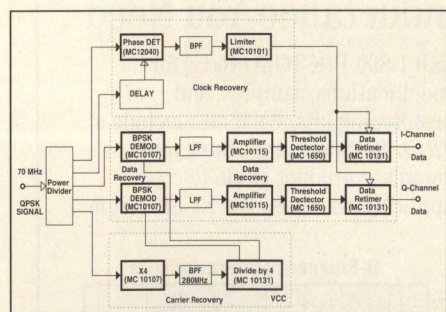 Phase DET
(MC12040)
BPF
Limiter
(MC10101)
Clock Recovery
DELAY
BPSK
DEMOD
(MC10107)
LPF
Amplifier
(MC10115)
Threshold
Dectector
(MC 1650)
Data
Retimer
(MC 10131)
I-Channel
Data
70 MHz
QPSK
SIGNAL
Power
Divider
Data
Recovery
Data Recovery
BPSK
DEMOD
(MC10107)
LPF
Amplifier
(MC10115)
Threshold
Dectector
(MC 1650)
Data
Retimer
(MC 10131)
Q-Channel
Data
X4
(MC 10107)
BPF
280MHz
Divide by 4
(MC 10131)
Carrier Recovery
VCC